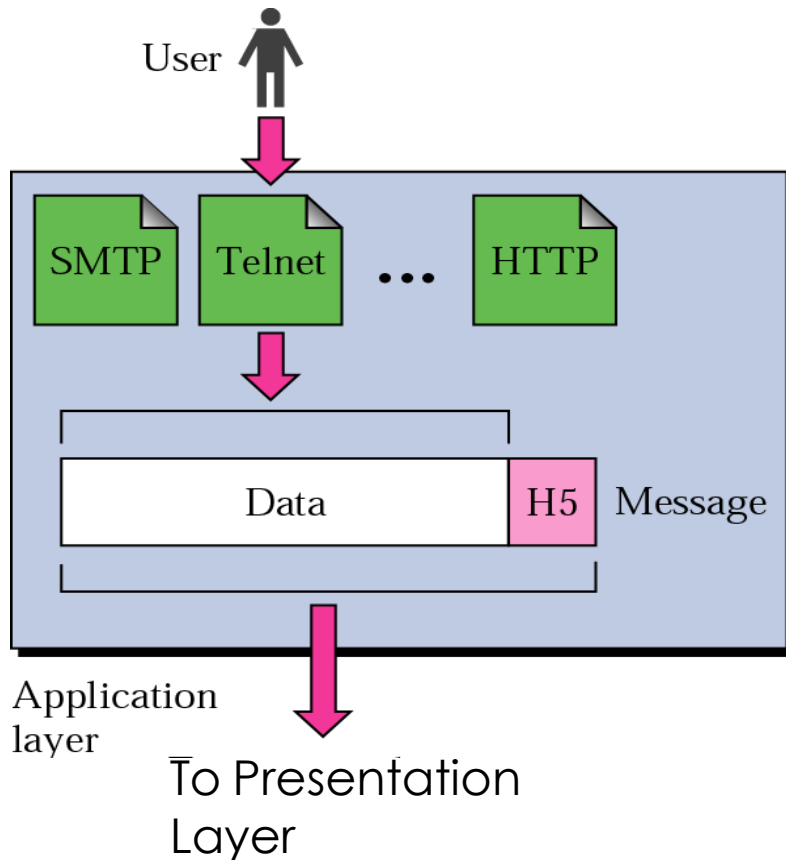 User
SMTP Telnet ... HTTP
Data H5 Message
Application
layer
To Presentation
Layer